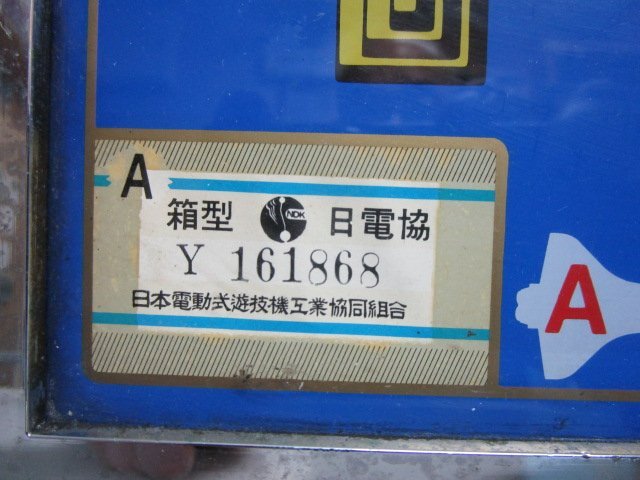 A
箱型 NDK 日電協
Y 161868
日本電動式遊技機工業協同組合
A